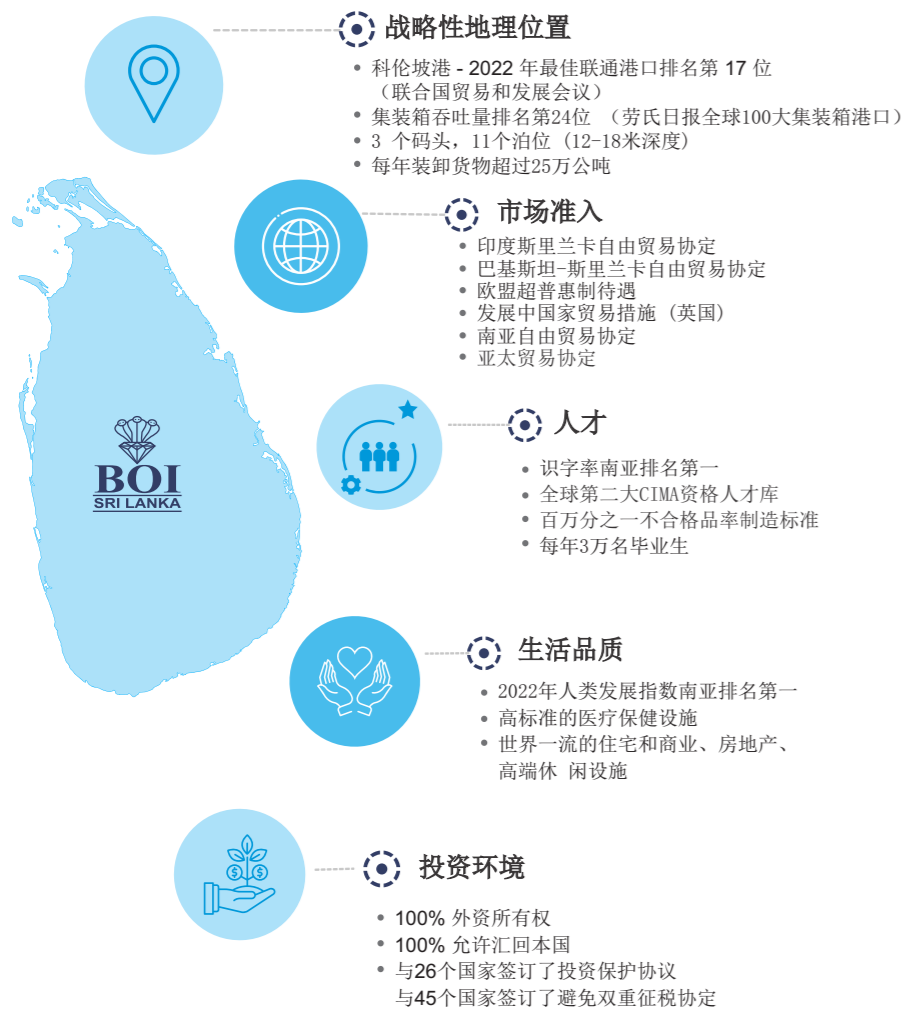 战略性地理位置
• 科伦坡港 - 2022 年最佳联通港口排名第 17 位
（联合国贸易和发展会议）
• 集装箱吞吐量排名第24位 （劳氏日报全球100大集装箱港口）
• 3 个码头，11个泊位 (12-18米深度)
• 每年装卸货物超过25万公吨
市场准入
• 印度斯里兰卡自由贸易协定
• 巴基斯坦-斯里兰卡自由贸易协定
• 欧盟超普惠制待遇
• 发展中国家贸易措施 (英国)
• 南亚自由贸易协定
• 亚太贸易协定
BOI
SRI LANKA
人才
• 识字率南亚排名第一
• 全球第二大CIMA资格人才库
• 百万分之一不合格品率制造标准
• 每年3万名毕业生
生活品质
• 2022年人类发展指数南亚排名第一
• 高标准的医疗保健设施
• 世界一流的住宅和商业、房地产、
高端休 闲设施
投资环境
• 100% 外资所有权
• 100% 允许汇回本国
• 与26个国家签订了投资保护协议
与45个国家签订了避免双重征税协定